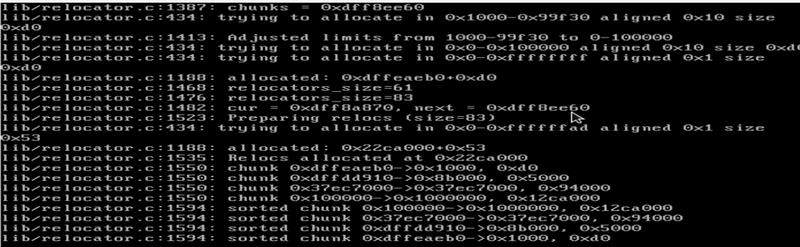 lib/relocator.c:1387: chunks = 0xdff8ee60
lib/relocator.c:434: trying to allocate in 0x1000-0x99f30 aligned 0x10 size
0xd0
lib/relocator.c:1413: Adjusted limits from 1000-99f30 to 0-100000
lib/relocator.c:434: trying to allocate in 0x0-0x100000 aligned 0x10 size 0xd0
lib/relocator.c:434: trying to allocate in 0x0-0xffffffff aligned 0x1 size
0xd0
lib/relocator.c:1188: allocated: 0xdffeaeb0+0xd0
lib/relocator.c:1468: relocators_size=61
lib/relocator.c:1476: relocators_size=83
lib/relocator.c:1482: cur = 0xdff8a870, next = 0xdff8ee60
lib/relocator.c:1523: Preparing relocs (size=83)
lib/relocator.c:434: trying to allocate in 0x0-0xffffffad aligned 0x1 size
0x53
lib/relocator.c:1188: allocated: 0x22ca000+0x53
lib/relocator.c:1535: Relocs allocated at 0x22ca000
lib/relocator.c:1550: chunk 0xdffeaeb0->0x1000, 0xd0
lib/relocator.c:1550: chunk 0xdffdd910->0x8b000, 0x5000
lib/relocator.c:1550: chunk 0x37ec7000->0x37ec7000, 0x94000
lib/relocator.c:1550: chunk 0x100000->0x1000000, 0x12ca000
lib/relocator.c:1594: sorted chunk 0x100000->0x1000000, 0x12ca000
lib/relocator.c:1594: sorted chunk 0x37ec7000->0x37ec7000, 0x94000
lib/relocator.c:1594: sorted chunk 0xdffdd910->0x8b000, 0x5000
lib/relocator.c:1594: sorted chunk 0xdffeaeb0->0x1000, 0xd0